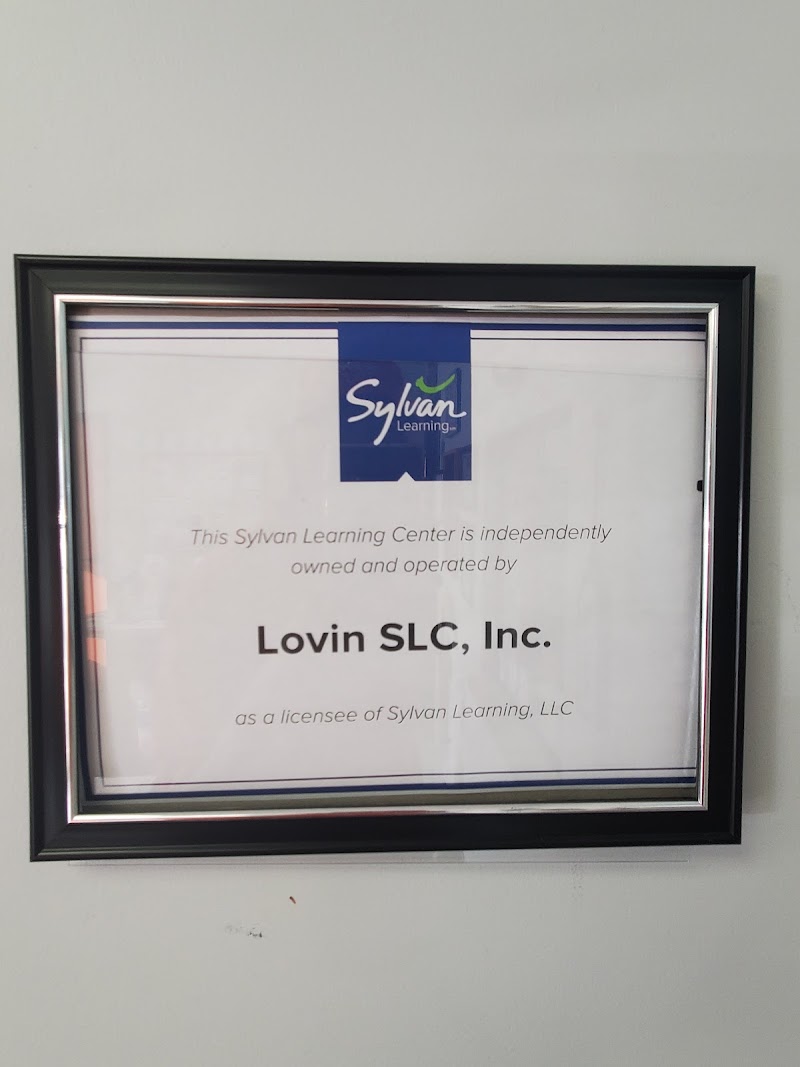 Sylvan
Learning
This Sylvan Learning Center is independently
owned and operated by
Lovin SLC, Inc.
as a licensee of Sylvan Learning, LLC